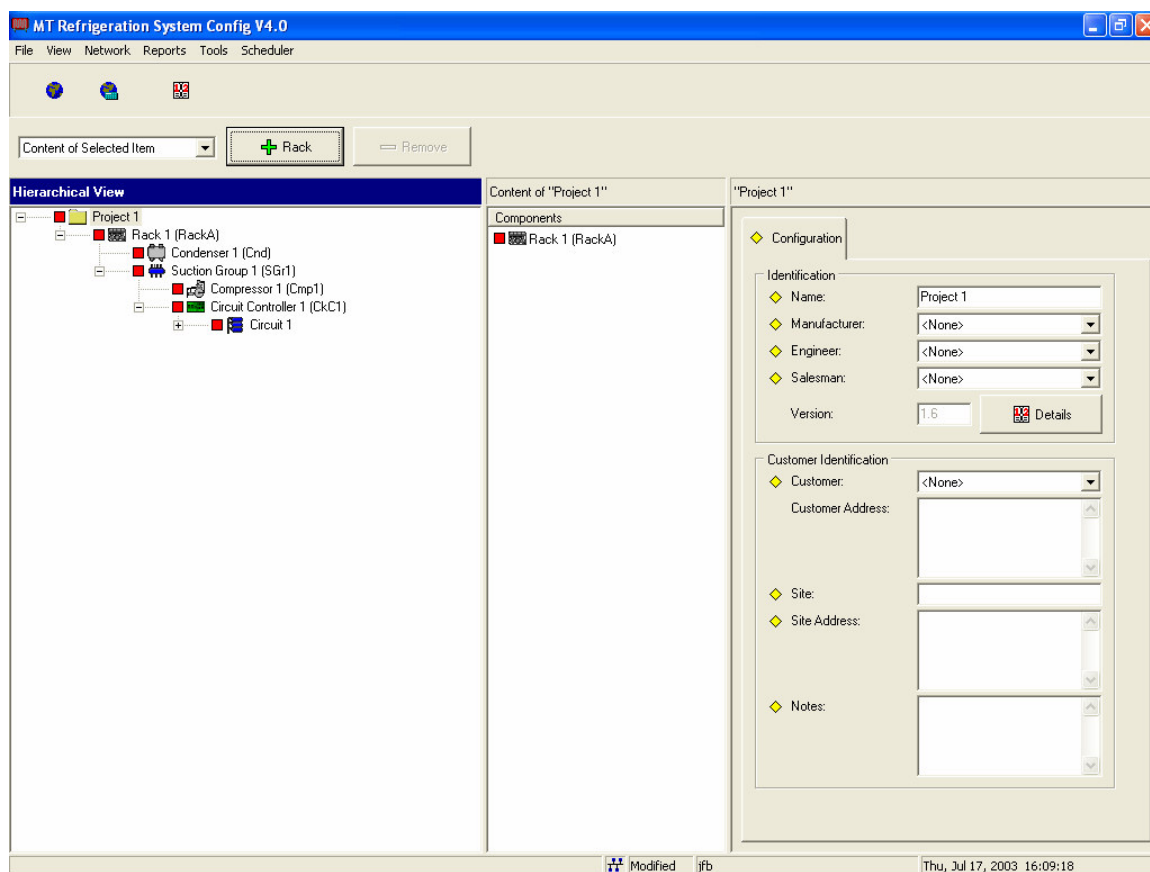 MT Refrigeration System Config V4.0
File View Network Reports Tools Scheduler
Content of Selected Item
Rack
Remove
Hierarchical View
Project 1
Rack 1 (RackA)
Condenser 1 (Cnd)
Suction Group 1 (SGr1)
Compressor 1 (Cmp1)
Circuit Controller 1 (CkC1)
Circuit 1
Content of "Project 1"
Components
Rack 1 (RackA)
"Project 1"
Configuration
Identification
Name: Project 1
Manufacturer: <None>
Engineer: <None>
Salesman: <None>
Version: 1.6 Details
Customer Identification
Customer: <None>
Customer Address:
Site:
Site Address:
Notes:
Modified jfb Thu, Jul 17, 2003 16:09:18